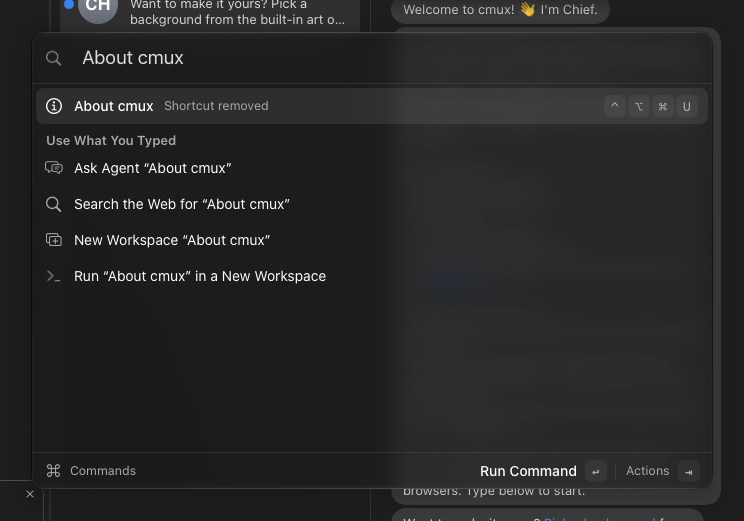 CH
Want to make it yours? Pick a
background from the built-in art o...
Welcome to cmux! 👋 I'm Chief.
About cmux
About cmux Shortcut removed ^ ⌥ ⌘ U
Use What You Typed
Ask Agent “About cmux”
Search the Web for “About cmux”
New Workspace “About cmux”
Run “About cmux” in a New Workspace
⌘ Commands
Run Command ↩ Actions ⇥
browsers. Type below to start.